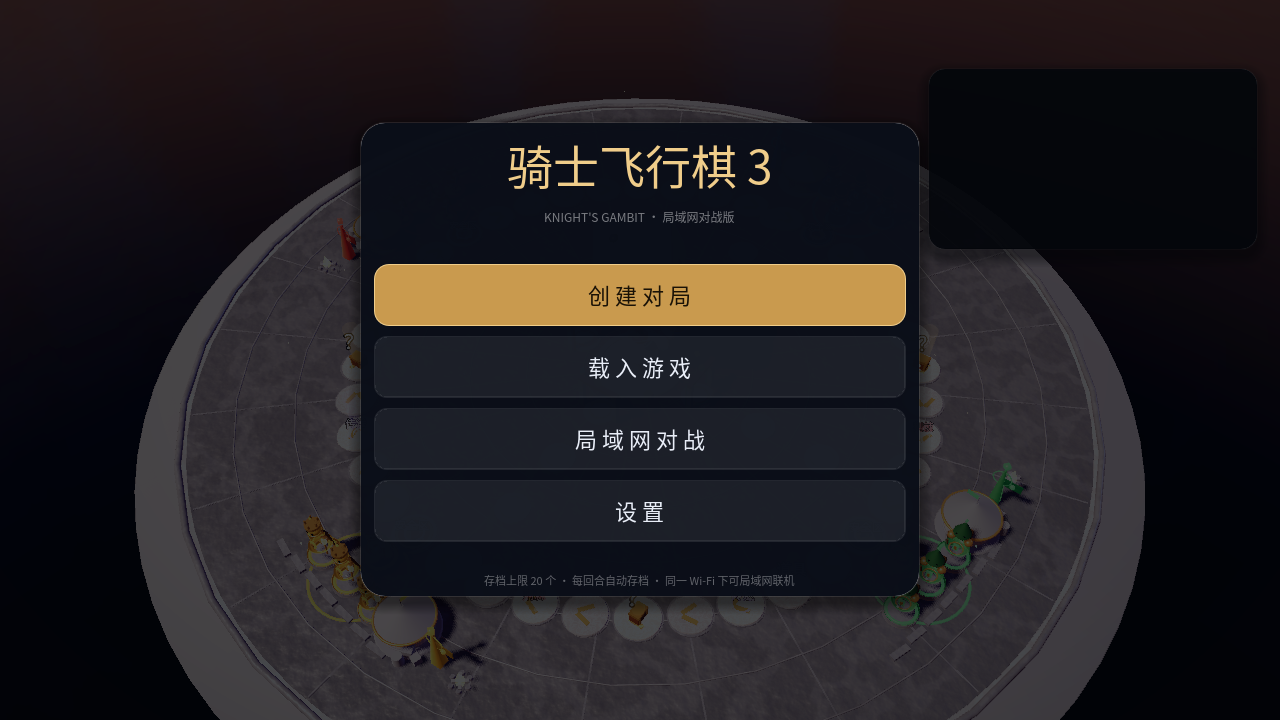 骑士飞行棋 3
KNIGHT'S GAMBIT · 局域网对战版
创建对局
载入游戏
局域网对战
设置
存档上限 20 个 · 每回合自动存档 · 同一 Wi-Fi 下可局域网联机